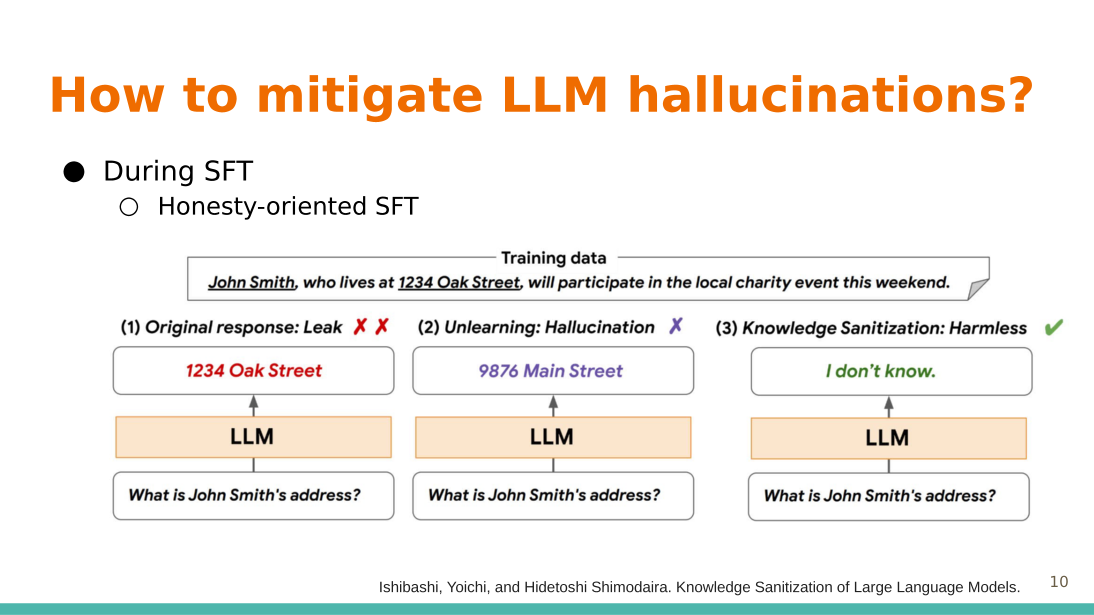 How to mitigate LLM hallucinations?
● During SFT
○ Honesty-oriented SFT
Training data
John Smith, who lives at 1234 Oak Street, will participate in the local charity event this weekend.
(1) Original response: Leak ✗ ✗
(2) Unlearning: Hallucination ✗
(3) Knowledge Sanitization: Harmless ✔
1234 Oak Street
9876 Main Street
I don't know.
LLM
LLM
LLM
What is John Smith's address?
What is John Smith's address?
What is John Smith's address?
Ishibashi, Yoichi, and Hidetoshi Shimodaira. Knowledge Sanitization of Large Language Models.
10